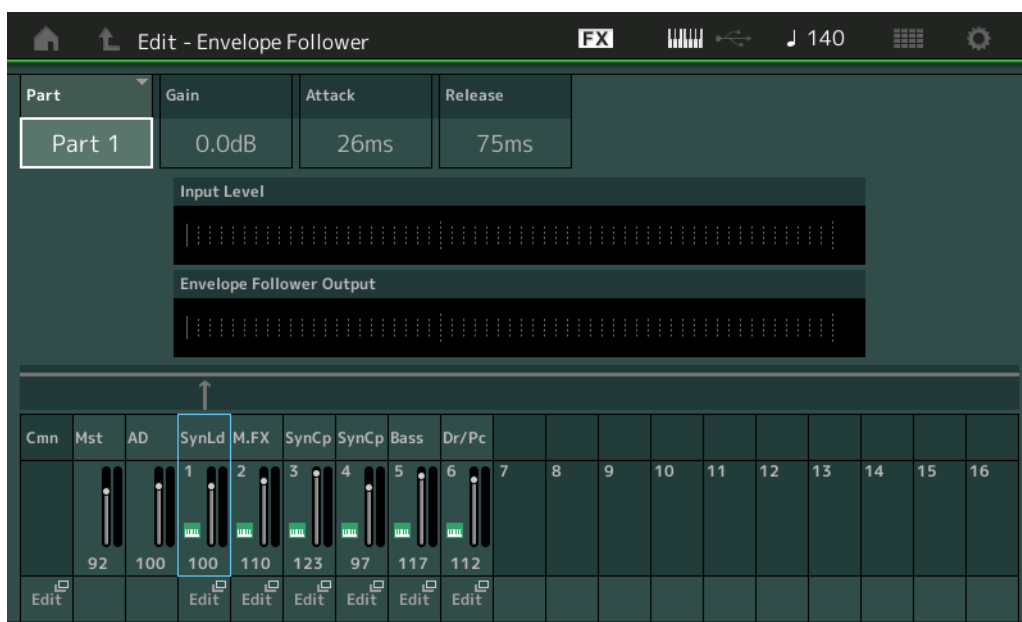 Edit - Envelope Follower FX 140
Part Gain Attack Release
Part 1 0.0dB 26ms 75ms
Input Level
Envelope Follower Output
Cmn Mst AD SynLd M.FX SynCp SynCp Bass Dr/Pc
1 2 3 4 5 6 7 8 9 10 11 12 13 14 15 16
92 100 100 110 123 97 117 112
Edit Edit Edit Edit Edit Edit Edit